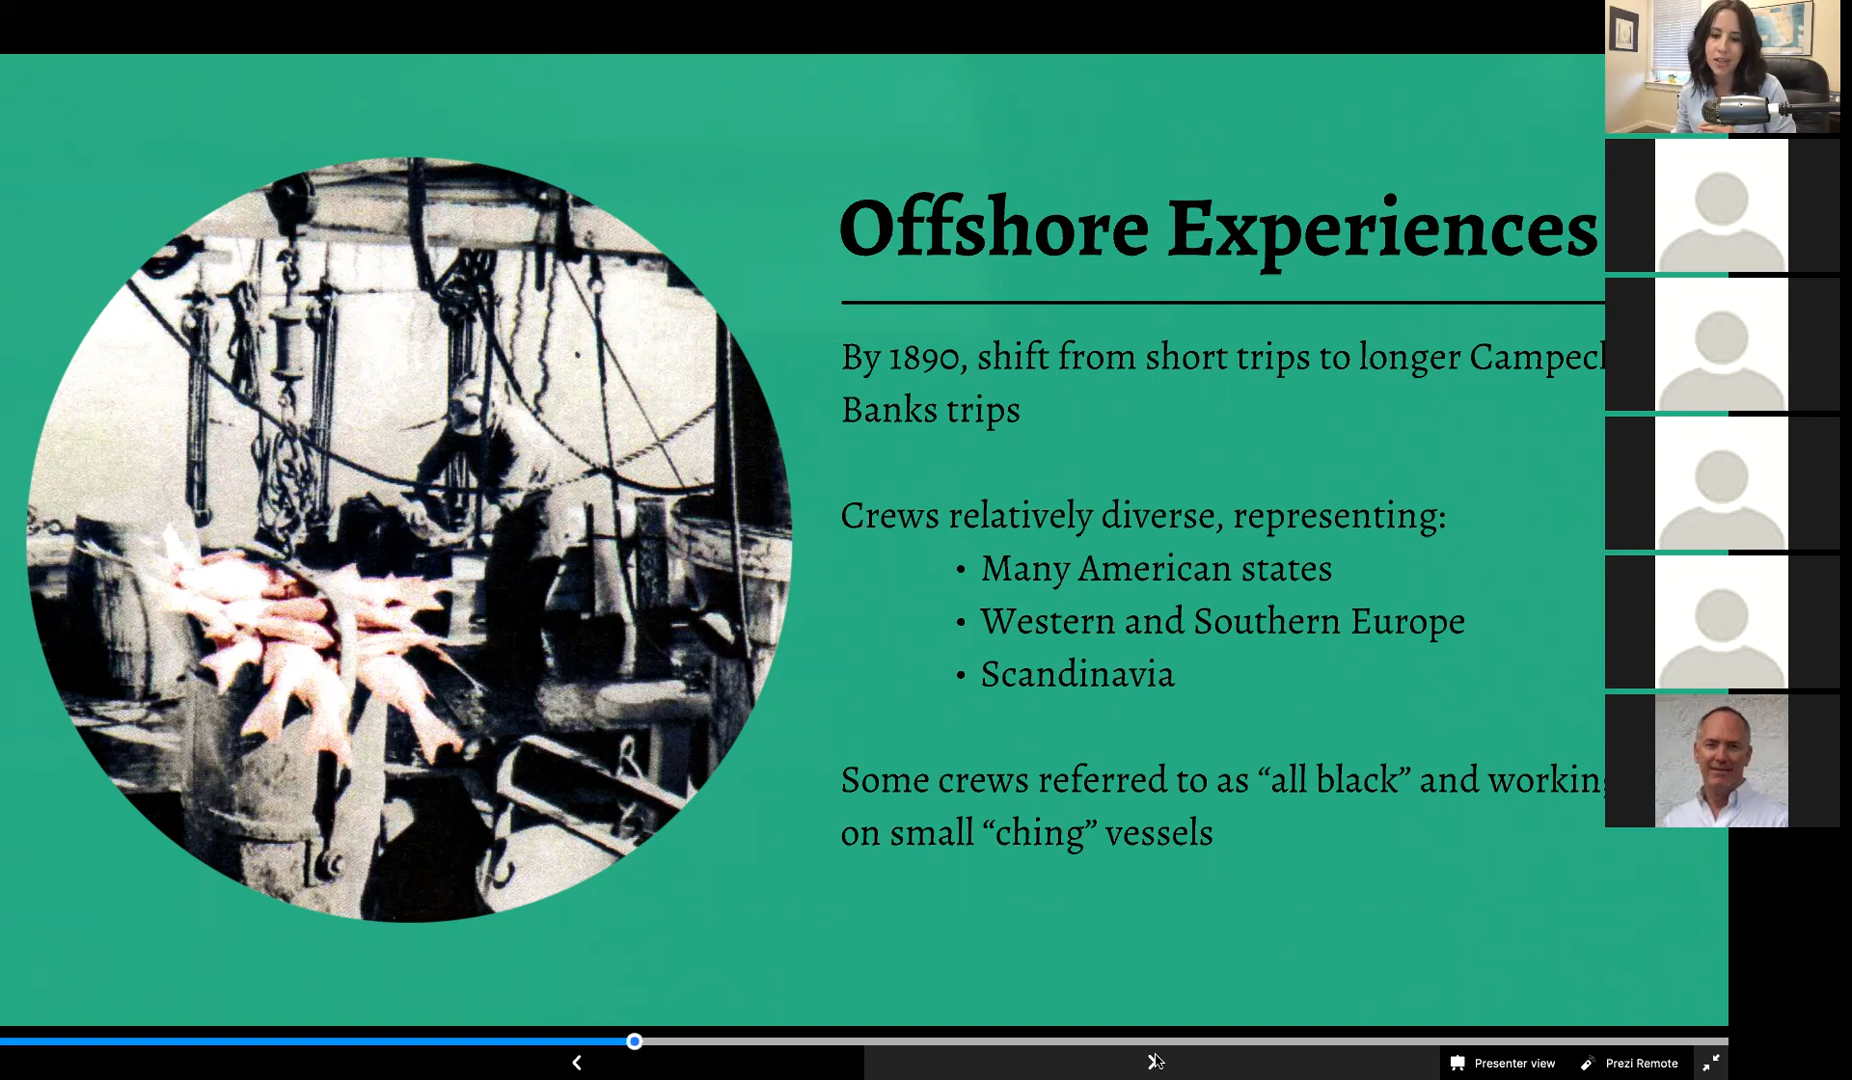 Offshore Experiences
By 1890, shift from short trips to longer
Banks trips
Crews relatively diverse, representing:
• Many American states
• Western and Southern Europe
• Scandinavia
Some crews referred to as “all black” and
on small “ching” vessels
Presenter view
Prezi Remote